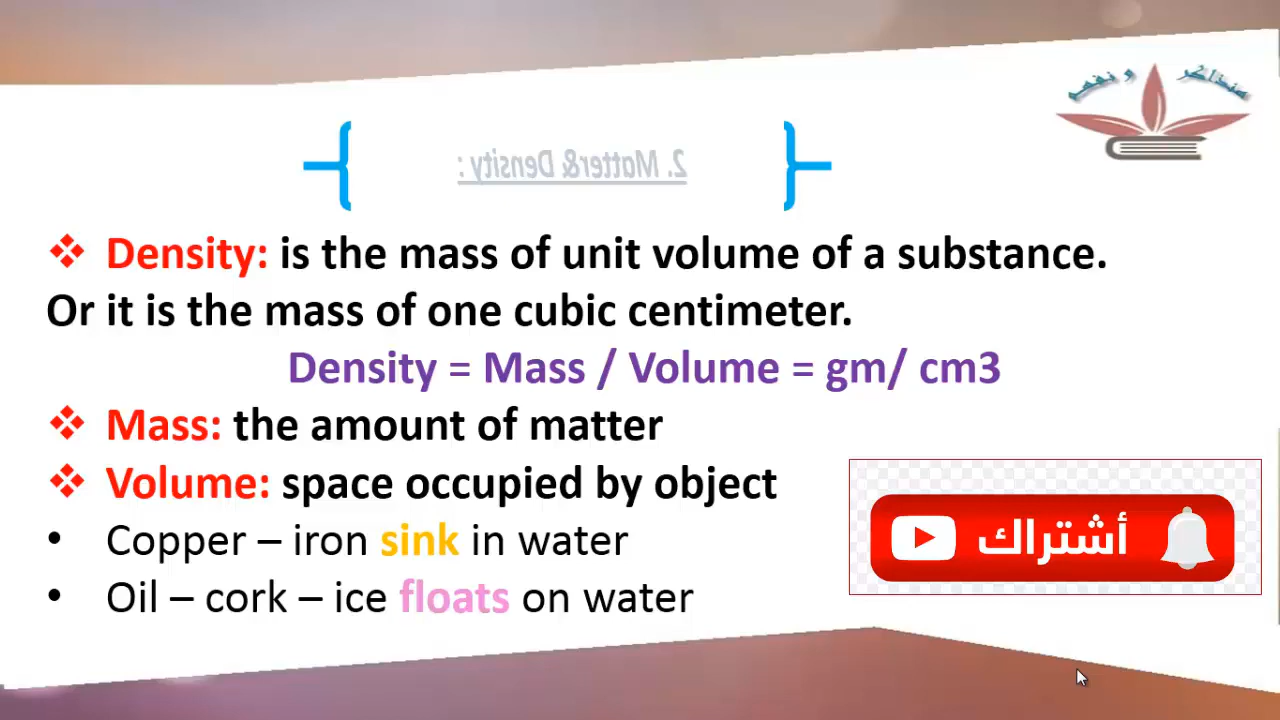 هنذاكر و نفهم
2. Matter& Density :
❖ Density: is the mass of unit volume of a substance.
Or it is the mass of one cubic centimeter.
Density = Mass / Volume = gm/ cm3
❖ Mass: the amount of matter
❖ Volume: space occupied by object
• Copper – iron sink in water
• Oil – cork – ice floats on water
أشتراك